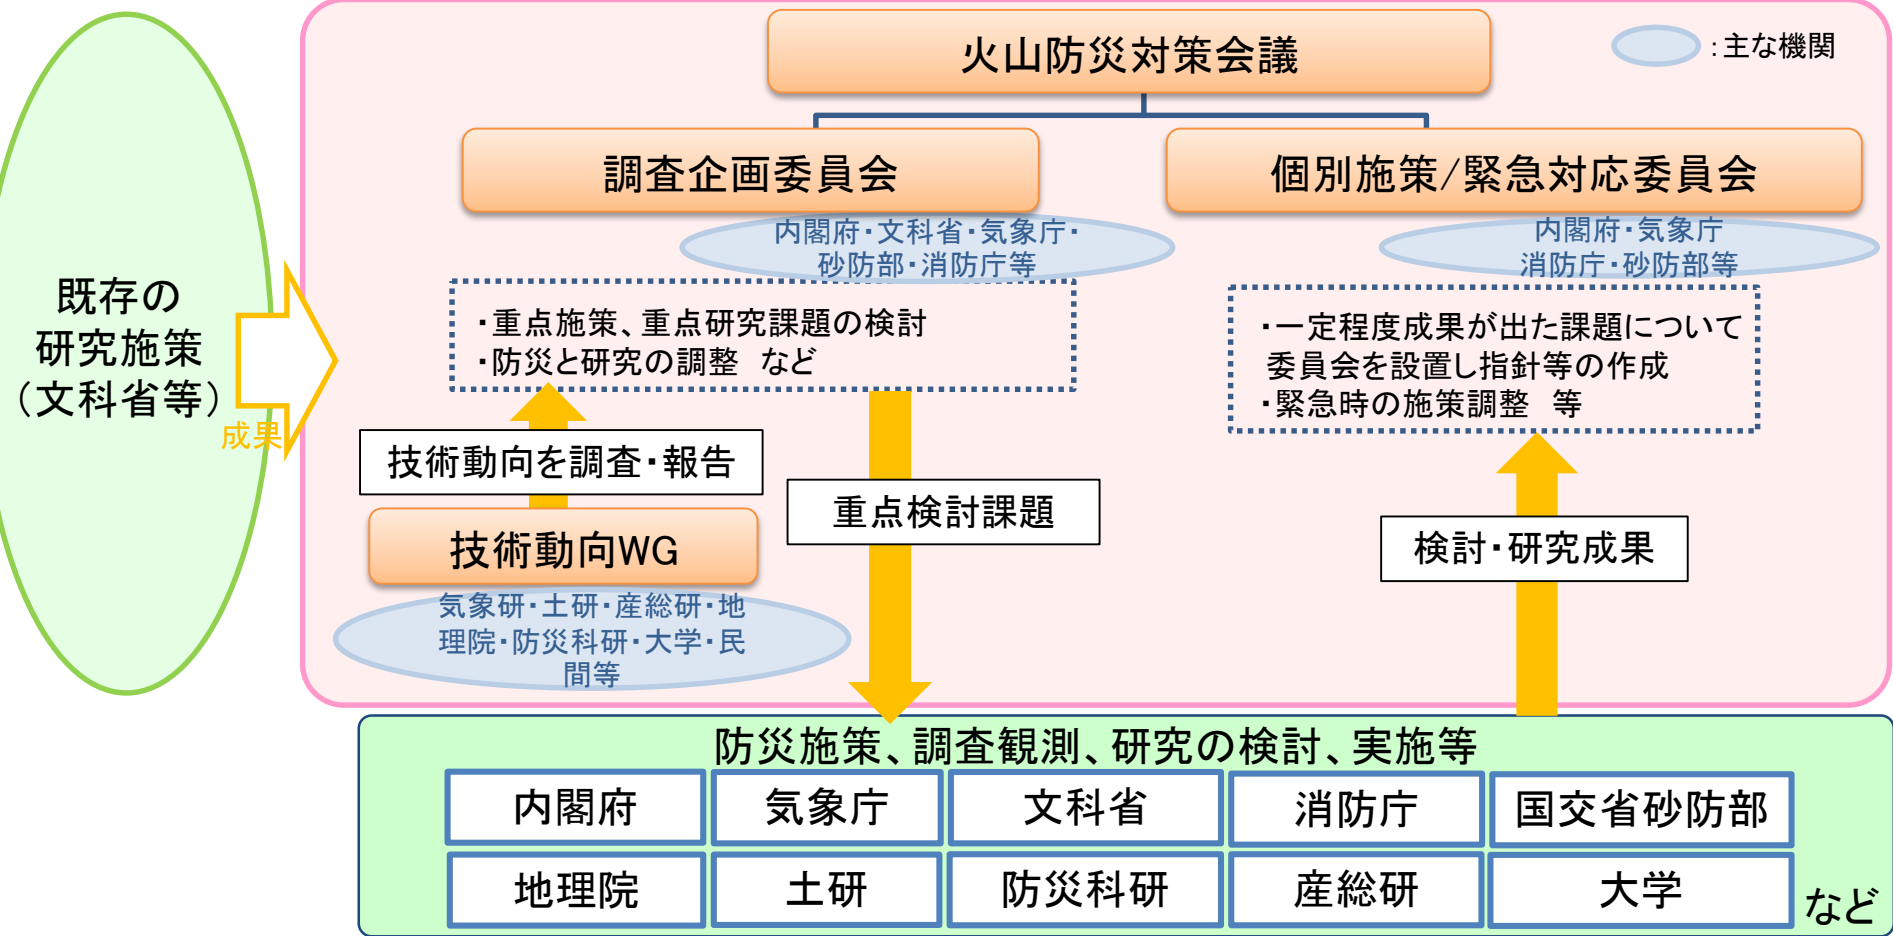 火山防災対策会議
：主な機関
調査企画委員会
個別施策/緊急対応委員会
内閣府・文科省・気象庁・
砂防部・消防庁等
内閣府・気象庁
消防庁・砂防部等
既存の
研究施策
（文科省等）
成果
・重点施策、重点研究課題の検討
・防災と研究の調整　など
・一定程度成果が出た課題について
委員会を設置し指針等の作成
・緊急時の施策調整　等
技術動向を調査・報告
重点検討課題
検討・研究成果
技術動向WG
気象研・土研・産総研・地
理院・防災科研・大学・民
間等
防災施策、調査観測、研究の検討、実施等
内閣府
気象庁
文科省
消防庁
国交省砂防部
地理院
土研
防災科研
産総研
大学
など